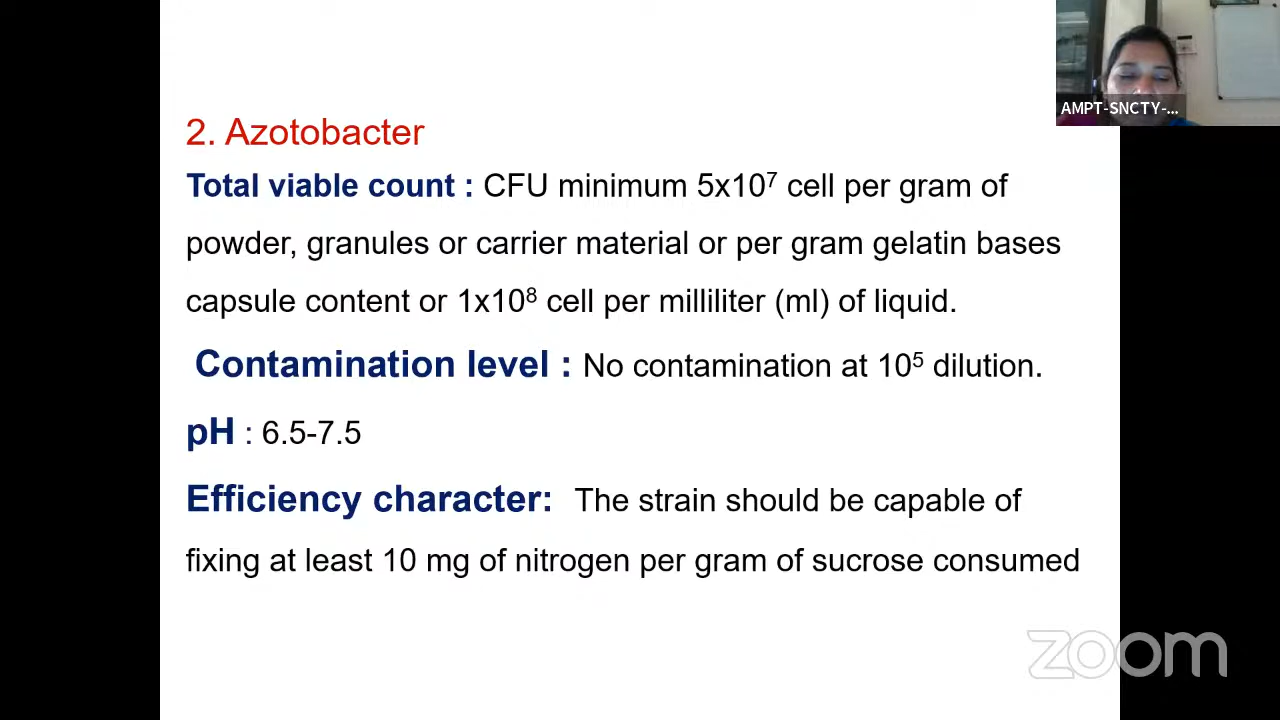 AMPT-SNCTY-...
2. Azotobacter
Total viable count : CFU minimum 5x10⁷ cell per gram of
powder, granules or carrier material or per gram gelatin bases
capsule content or 1x10⁸ cell per milliliter (ml) of liquid.
Contamination level : No contamination at 10⁵ dilution.
pH : 6.5-7.5
Efficiency character: The strain should be capable of
fixing at least 10 mg of nitrogen per gram of sucrose consumed
zoom